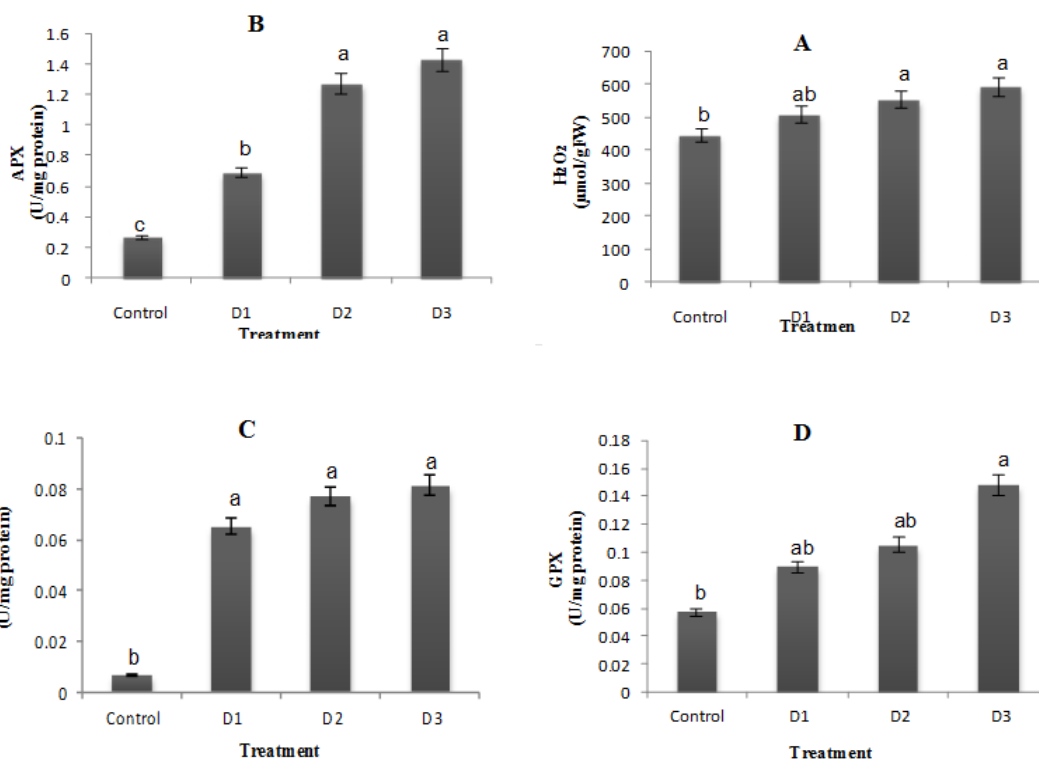 B
1.6
1.4
1.2
1
0.8
0.6
0.4
0.2
0
APX
(U/mg protein)
c
b
a
a
Control D1 D2 D3
Treatment
A
700
600
500
400
300
200
100
0
H2O2
(µmol/gFW)
b
ab
a
a
Control D1 D2 D3
Treatmen
C
0.1
0.08
0.06
0.04
0.02
0
(U/mg protein)
b
a
a
a
Control D1 D2 D3
Treatment
D
0.18
0.16
0.14
0.12
0.1
0.08
0.06
0.04
0.02
0
GPX
(U/mg protein)
b
ab
ab
a
Control D1 D2 D3
Treatment